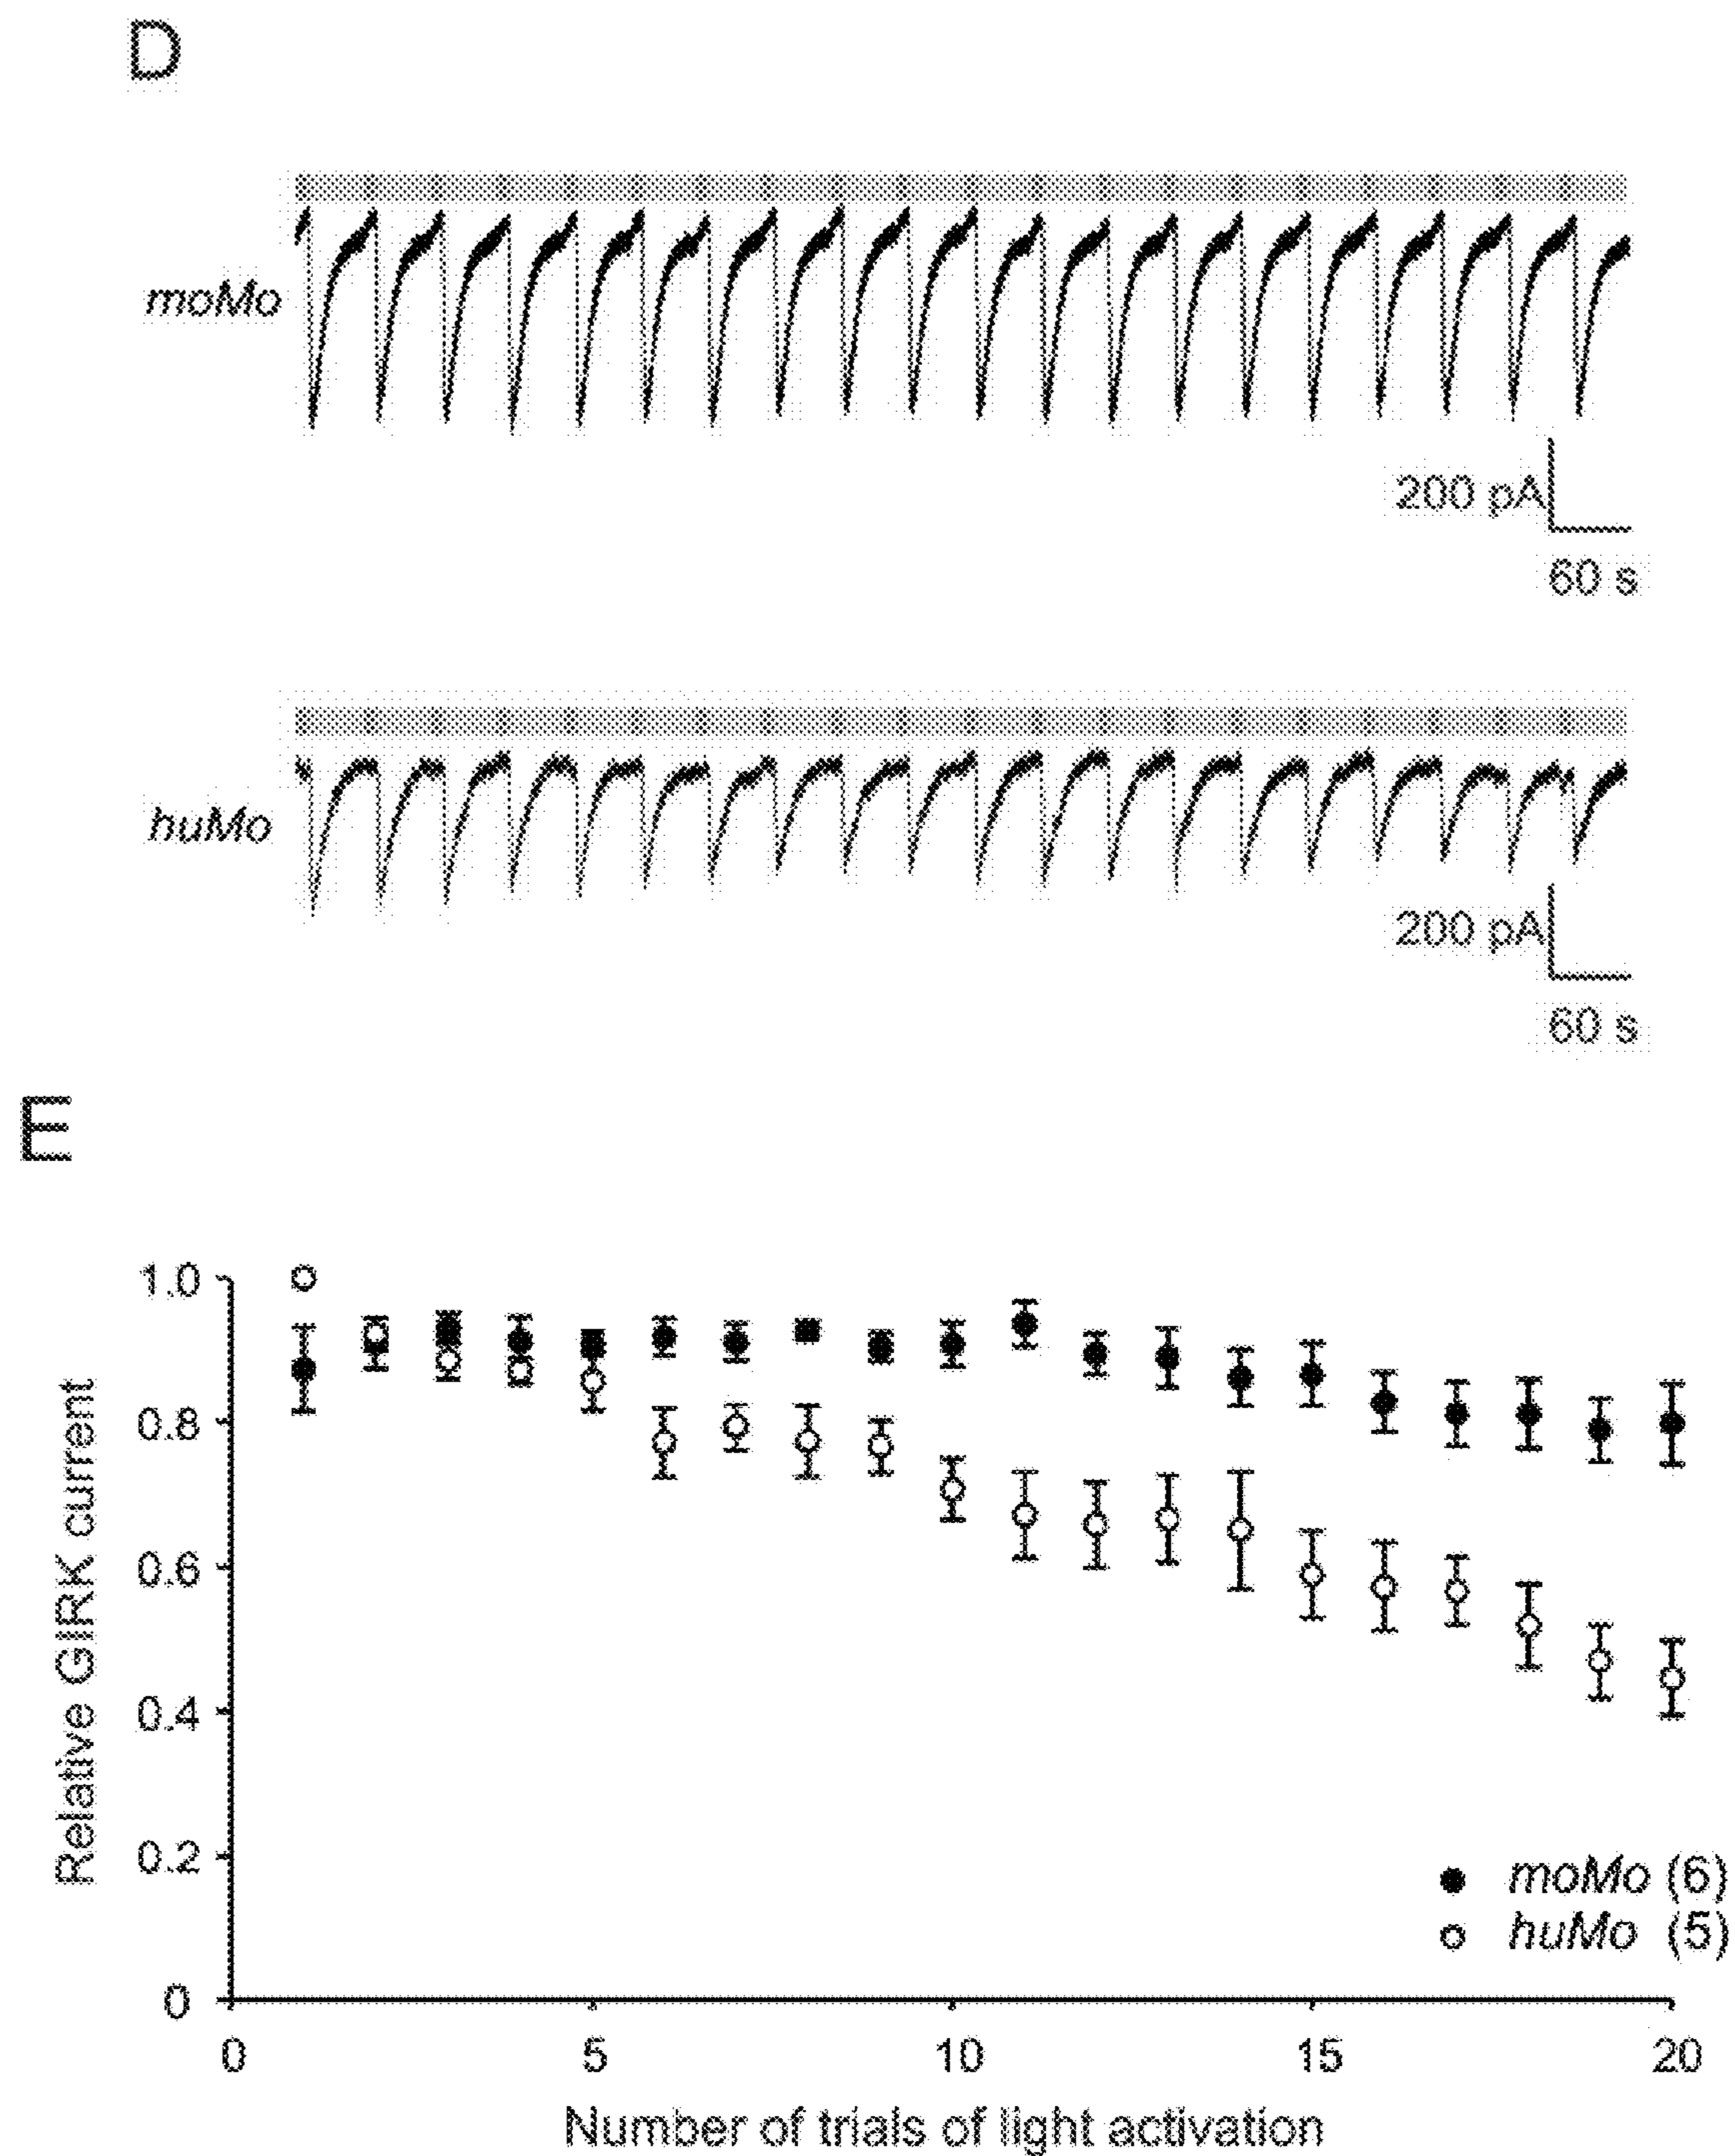 D
moMo
200 pA
60 s
huMo
200 pA
60 s
E
Relative GIRK current
1.0
0.8
0.6
0.4
0.2
0
0
5
10
15
20
moMo (6)
huMo (5)
Number of trials of light activation